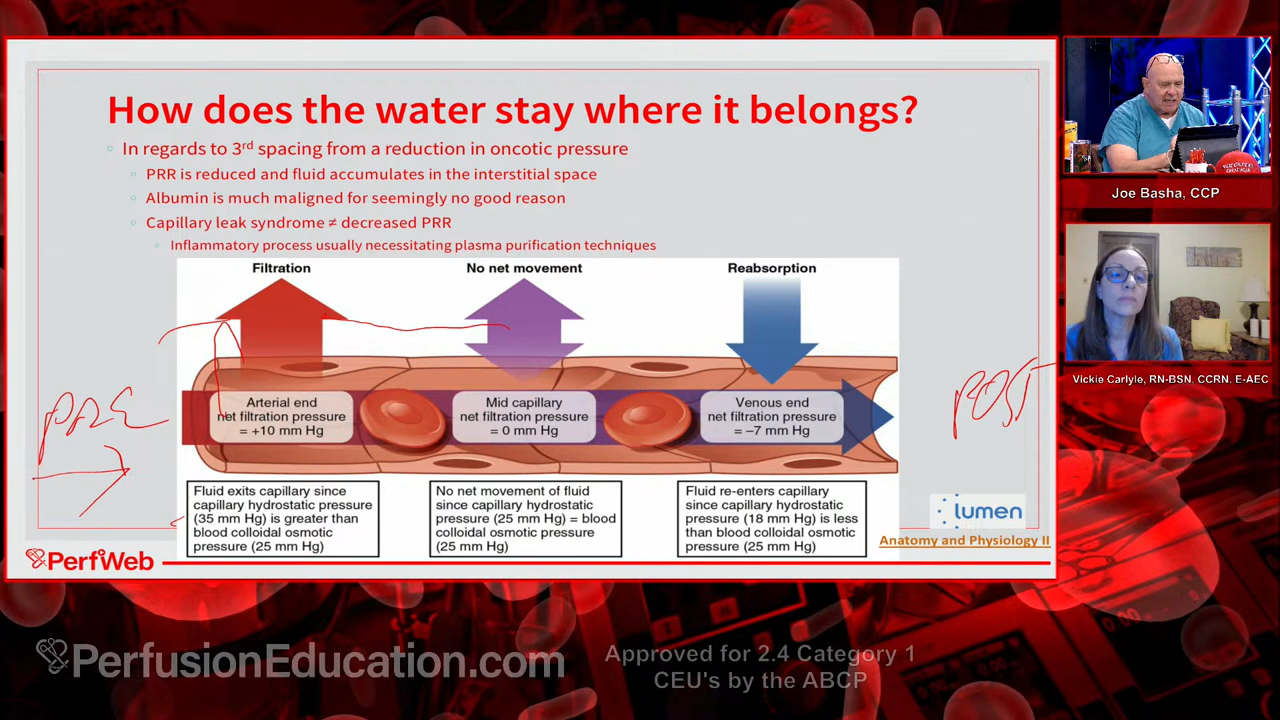 How does the water stay where it belongs?
In regards to 3rd spacing from a reduction in oncotic pressure
PRR is reduced and fluid accumulates in the interstitial space
Albumin is much maligned for seemingly no good reason
Capillary leak syndrome ≠ decreased PRR
Inflammatory process usually necessitating plasma purification techniques
Filtration
No net movement
Reabsorption
Arterial end
net filtration pressure
= +10 mm Hg
Mid capillary
net filtration pressure
= 0 mm Hg
Venous end
net filtration pressure
= –7 mm Hg
PRE
POST
Fluid exits capillary since
capillary hydrostatic pressure
(35 mm Hg) is greater than
blood colloidal osmotic
pressure (25 mm Hg)
No net movement of fluid
since capillary hydrostatic
pressure (25 mm Hg) = blood
colloidal osmotic pressure
(25 mm Hg)
Fluid re-enters capillary
since capillary hydrostatic
pressure (18 mm Hg) is less
than blood colloidal osmotic
pressure (25 mm Hg)
lumen
Anatomy and Physiology II
PerfWeb
Joe Basha, CCP
Vickie Carlyle, RN-BSN, CCRN, E-AEC
PerfusionEducation.com
Approved for 2.4 Category 1
CEU's by the ABCP